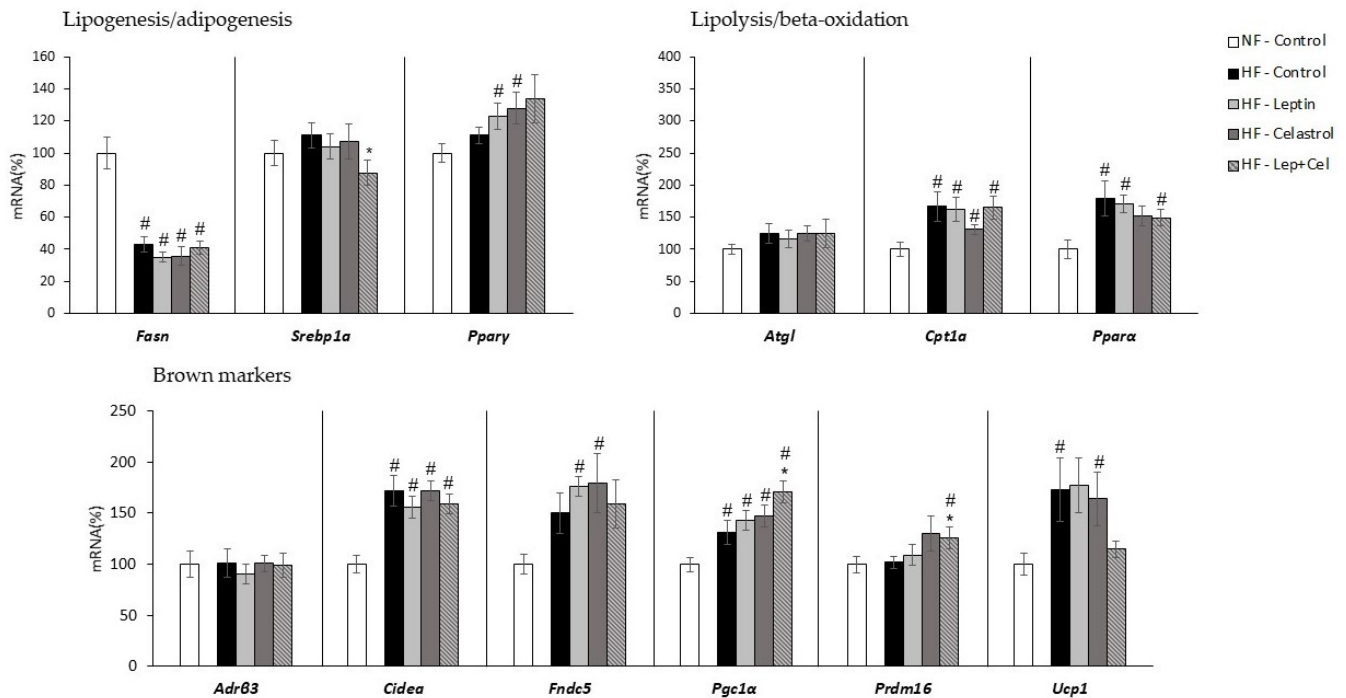 Lipogenesis/adipogenesis
160
140
120
100
80
60
40
20
0
mRNA(%)
# # # #
*
# #
Fasn Srebp1a Pparγ
Lipolysis/beta-oxidation
400
350
300
250
200
150
100
50
0
mRNA(%)
# # # #
# # #
Atgl Cpt1a Pparα
NF - Control
HF - Control
HF - Leptin
HF - Celastrol
HF - Lep+Cel
Brown markers
250
200
150
100
50
0
mRNA(%)
# # # #
# #
# # # #
*
#
*
# #
Adrβ3 Cidea Fndc5 Pgc1α Prdm16 Ucp1